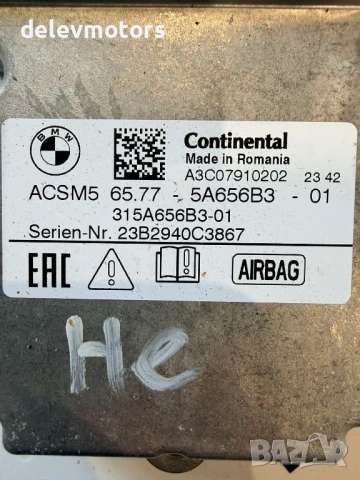 delevmotors
BMW
Continental
Made in Romania
A3C07910202 23 42
ACSM5 65.77 - 5A656B3 - 01
315A656B3-01
Serien-Nr. 23B2940C3867
EAC ! i AIRBAG
HC
BAZAR